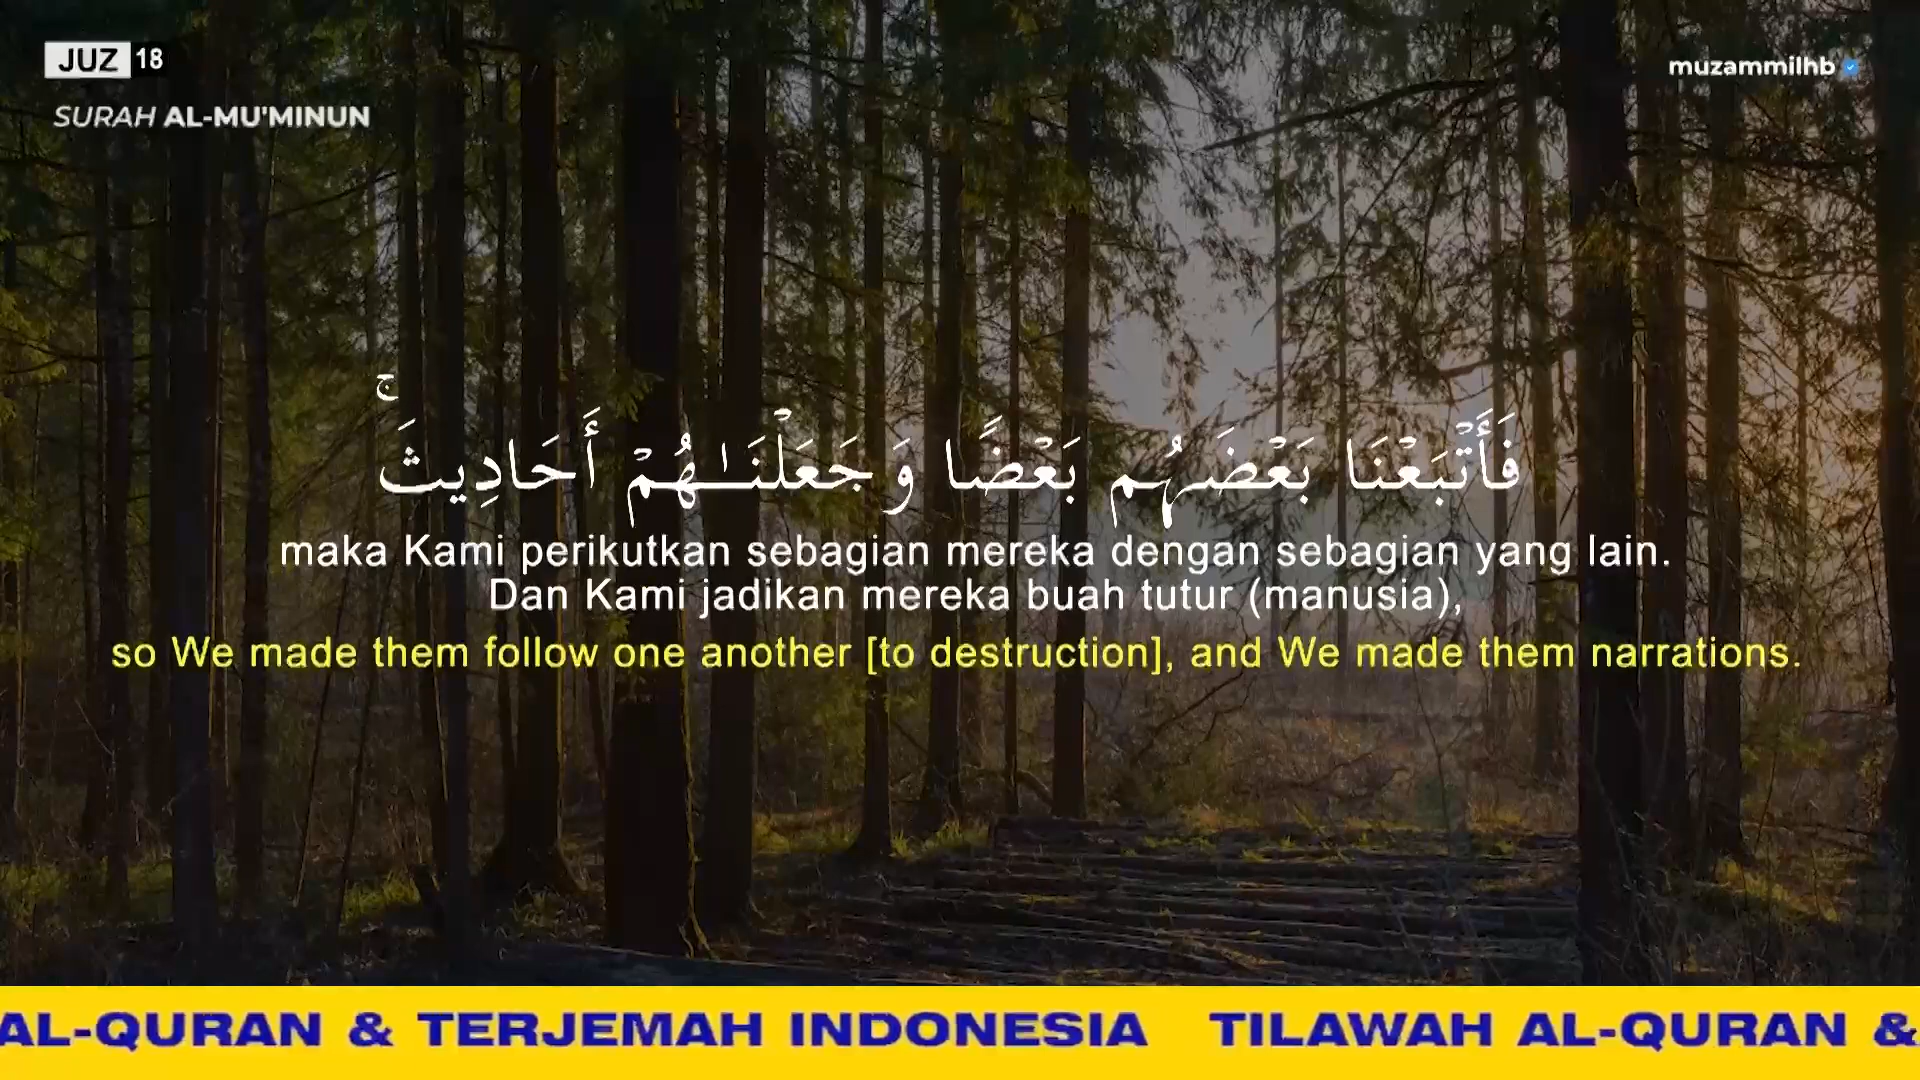 JUZ 18
muzammilhb
SURAH AL-MU'MINUN
فَأَتْبَعْنَا بَعْضَهُم بَعْضًا وَجَعَلْنَـٰهُمْ أَحَادِيثَ ۚ
maka Kami perikutkan sebagian mereka dengan sebagian yang lain.
Dan Kami jadikan mereka buah tutur (manusia),
so We made them follow one another [to destruction], and We made them narrations.
AL-QURAN & TERJEMAH INDONESIA TILAWAH AL-QURAN &